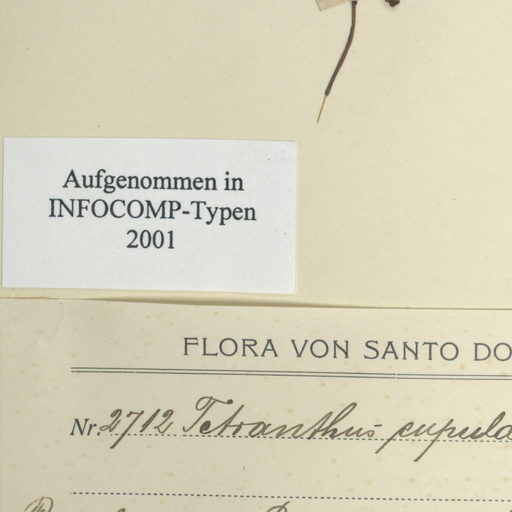 Aufgenommen in
INFOCOMP-Typen
2001
FLORA VON SANTO DO
Nr. 2712 Tetranthus cupula